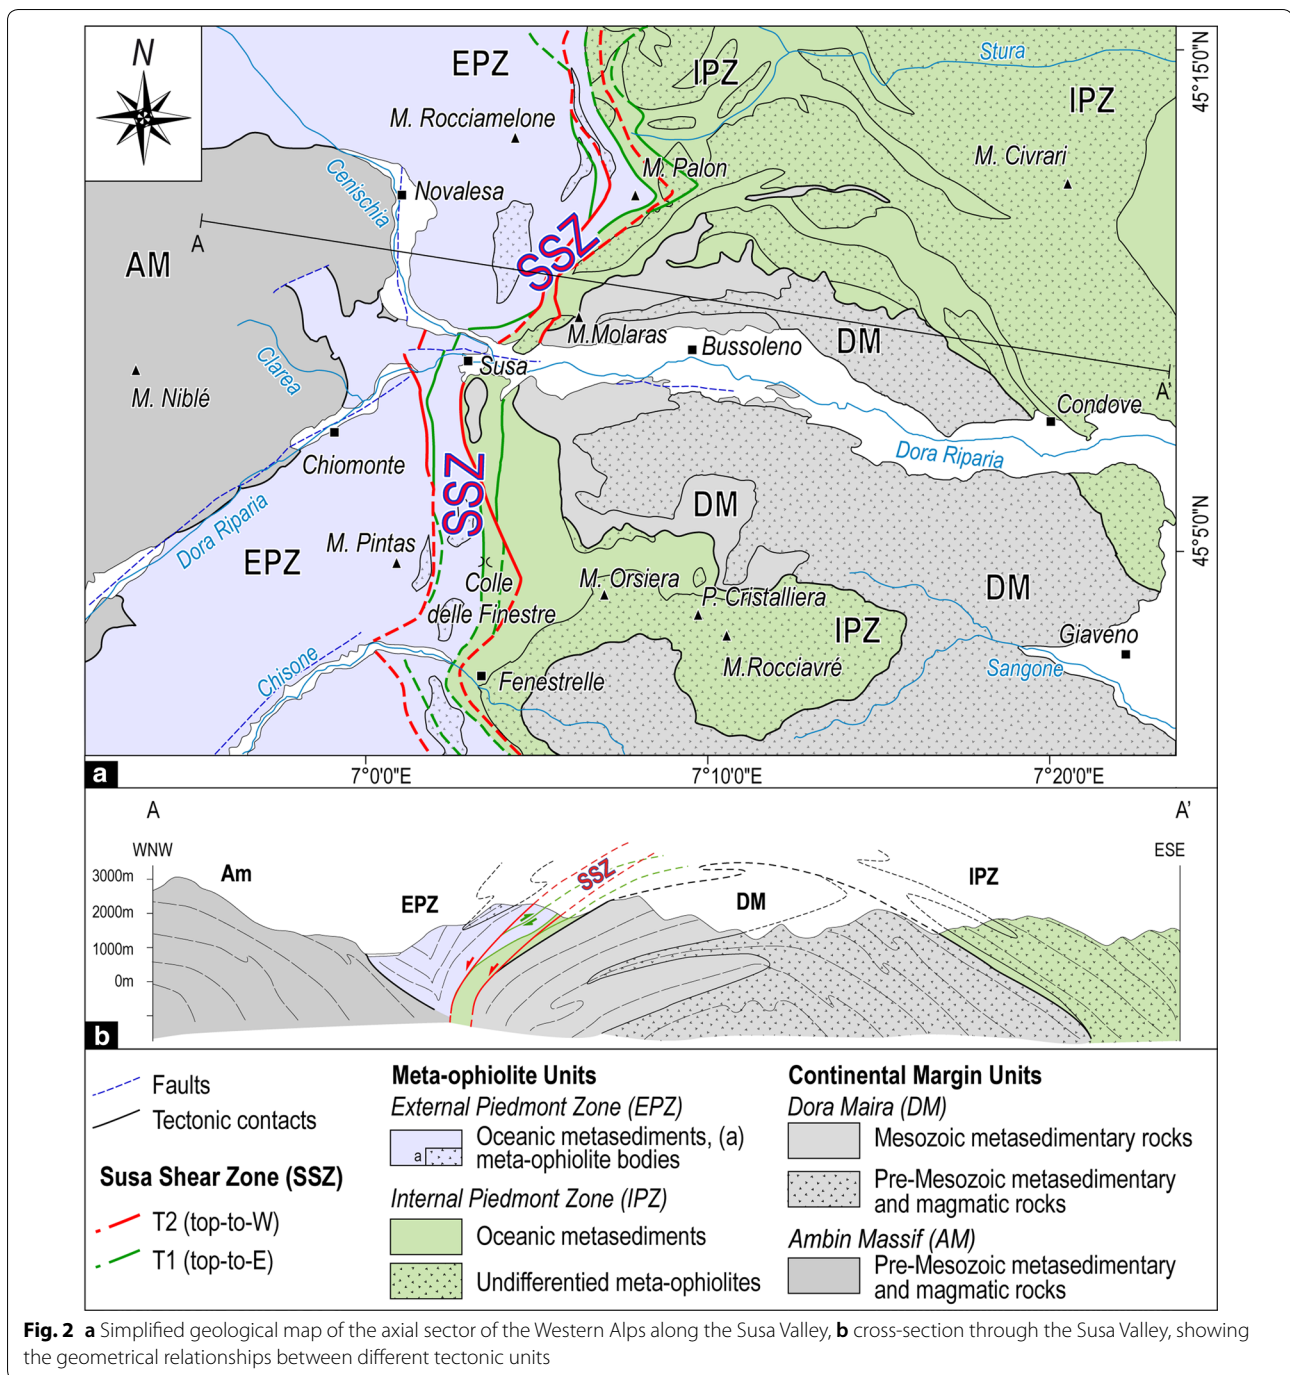 N
EPZ
IPZ
Stura
IPZ
45°15'0"N
M. Rocciamelone
M. Civrari
M. Palon
Cenischia
Novalesa
A
SSZ
AM
M.Molaras
Bussoleno
DM
Clarea
Susa
A'
M. Niblé
Condove
Chiomonte
Dora Riparia
SSZ
DM
Dora Riparia
45°5'0"N
EPZ
M. Pintas
Colle
delle Finestre
M. Orsiera
P. Cristalliera
DM
IPZ
Giaveno
M.Rocciavré
Sangone
Chisone
Fenestrelle
a
7°0'0"E
7°10'0"E
7°20'0"E
A
A'
WNW
ESE
3000m
2000m
1000m
0m
Am
EPZ
SSZ
DM
IPZ
b
Faults
Tectonic contacts
Susa Shear Zone (SSZ)
T2 (top-to-W)
T1 (top-to-E)
Meta-ophiolite Units
External Piedmont Zone (EPZ)
a
Oceanic metasediments, (a)
meta-ophiolite bodies
Internal Piedmont Zone (IPZ)
Oceanic metasediments
Undifferentied meta-ophiolites
Continental Margin Units
Dora Maira (DM)
Mesozoic metasedimentary rocks
Pre-Mesozoic metasedimentary
and magmatic rocks
Ambin Massif (AM)
Pre-Mesozoic metasedimentary
and magmatic rocks
Fig. 2 a Simplified geological map of the axial sector of the Western Alps along the Susa Valley, b cross-section through the Susa Valley, showing
the geometrical relationships between different tectonic units